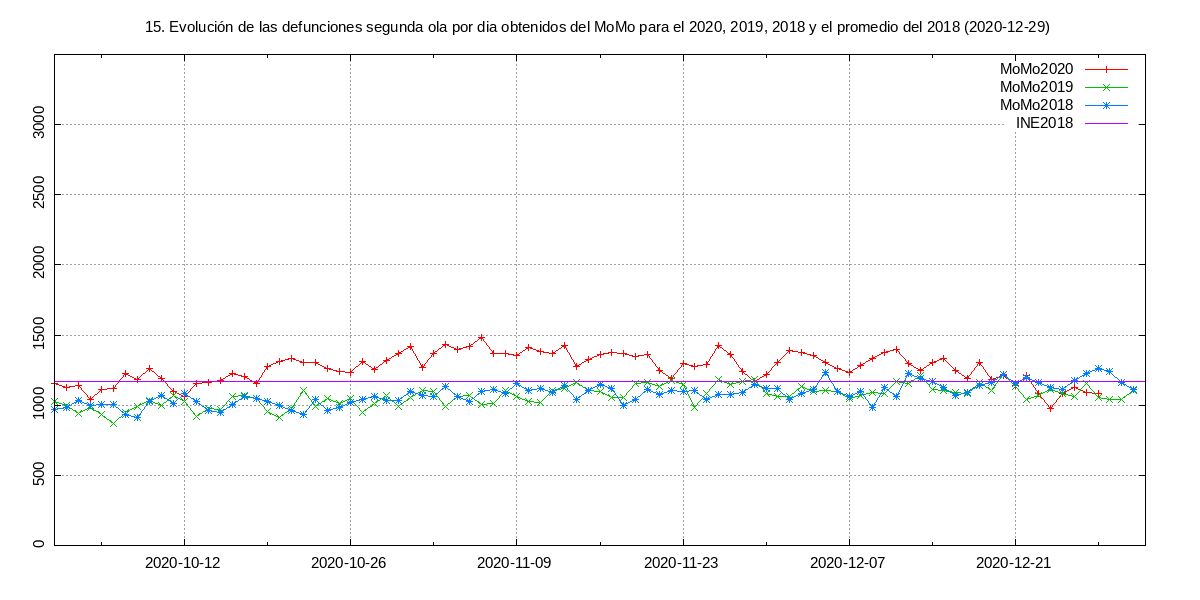 15. Evolución de las defunciones segunda ola por dia obtenidos del MoMo para el 2020, 2019, 2018 y el promedio del 2018 (2020-12-29)
MoMo2020
MoMo2019
MoMo2018
INE2018
3000
2500
2000
1500
1000
500
0
2020-10-12 2020-10-26 2020-11-09 2020-11-23 2020-12-07 2020-12-21